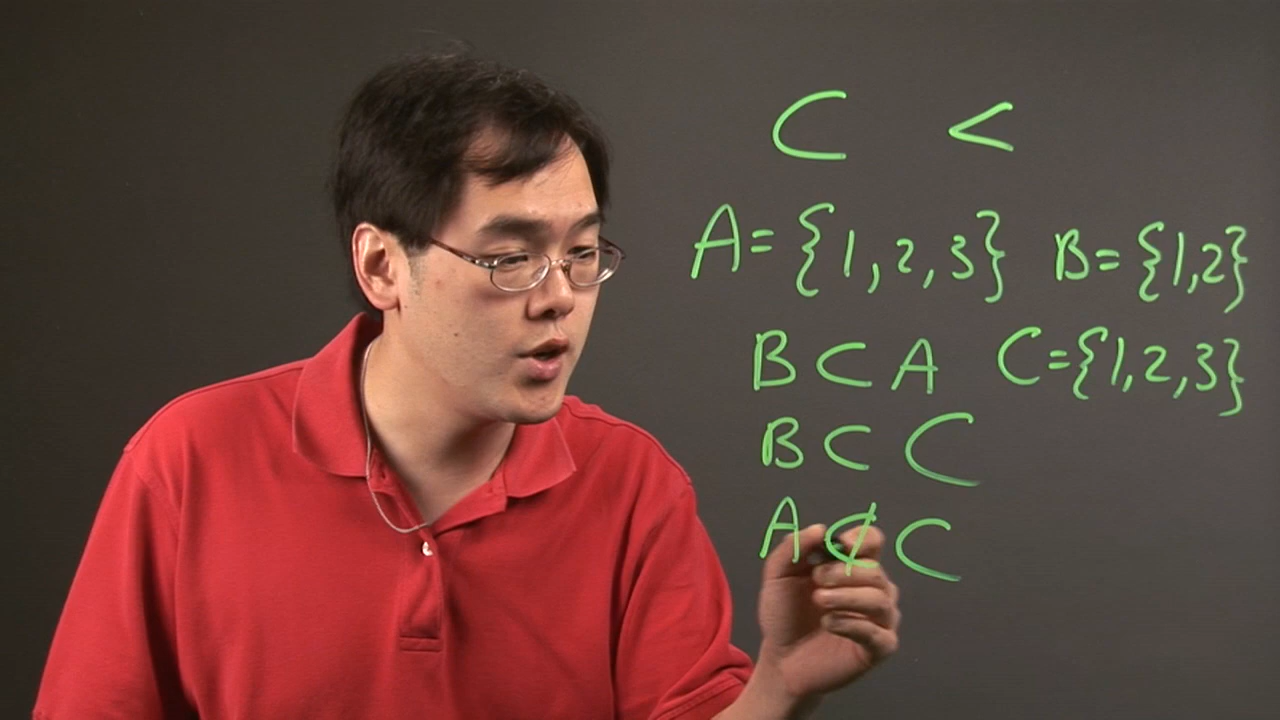 ⊂ <
A = {1, 2, 3} B = {1, 2}
B ⊂ A C = {1, 2, 3}
B ⊂ C
A ⊄ C